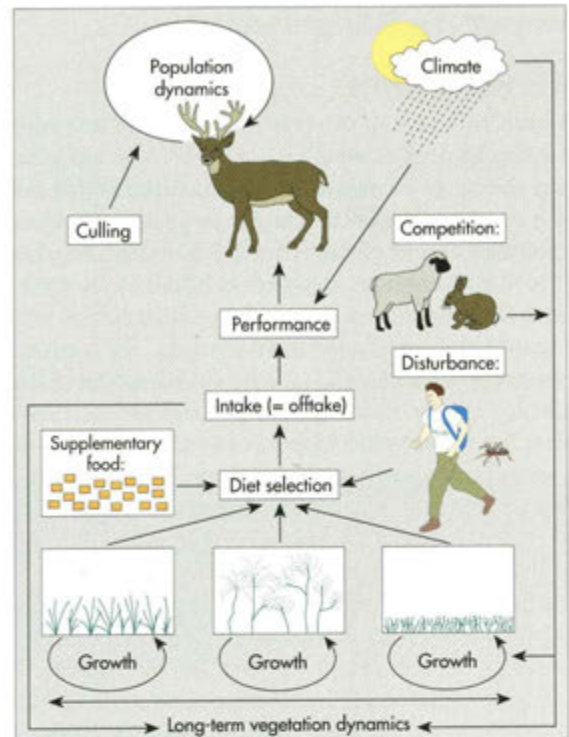 Population
dynamics
Climate
Culling
Competition:
Performance
Disturbance:
Intake (= offtake)
Supplementary
food:
Diet selection
Growth
Growth
Growth
Long-term vegetation dynamics